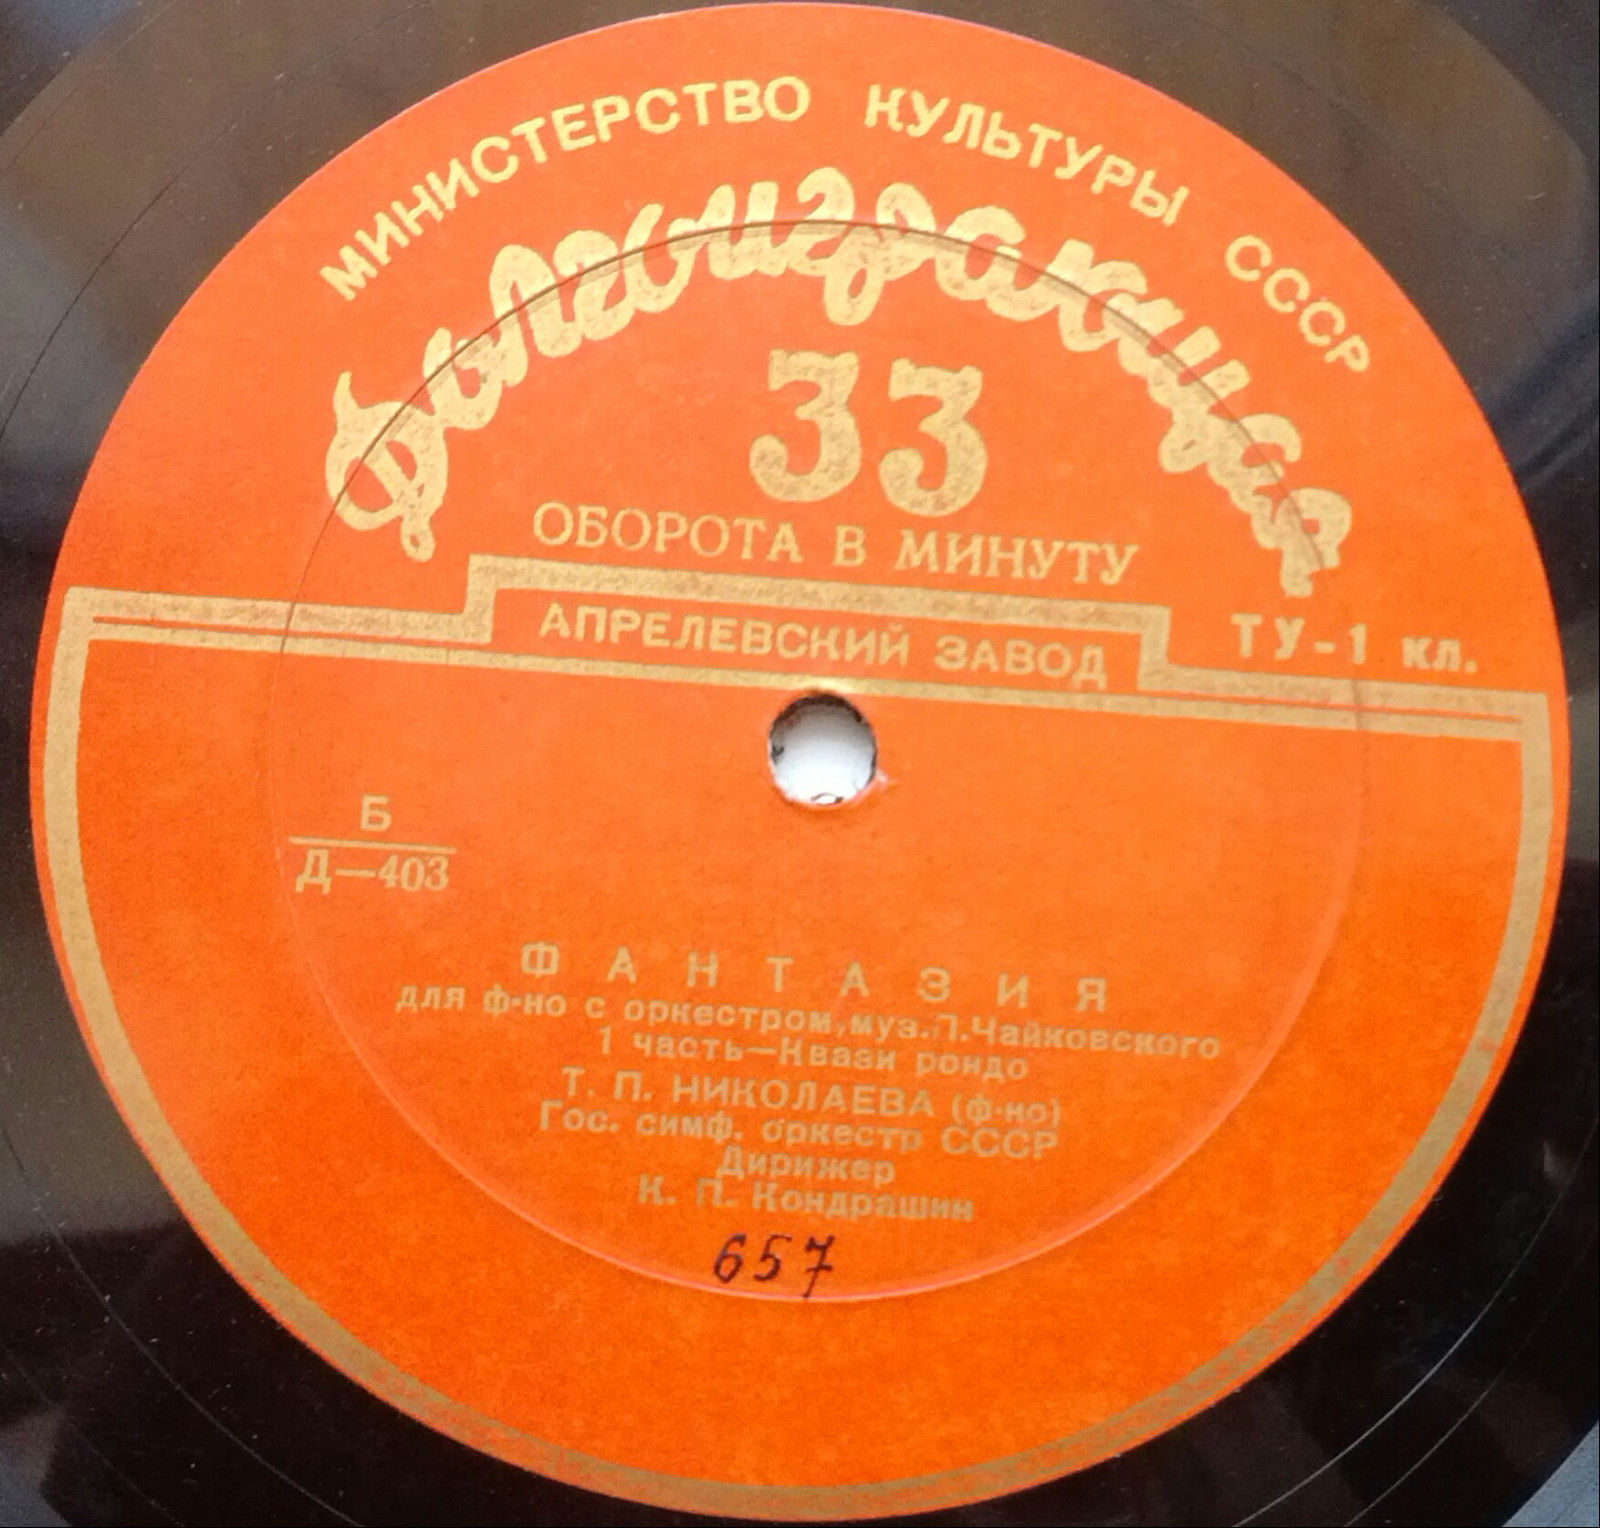 МИНИСТЕРСТВО КУЛЬТУРЫ СССР
Долгоиграющая
33
ОБОРОТА В МИНУТУ
АПРЕЛЕВСКИЙ ЗАВОД
ТУ-1 кл.
Б
Д—403
ФАНТАЗИЯ
для ф-но с оркестром, муз. П. Чайковского
1 часть—Квази рондо
Т. П. НИКОЛАЕВА (ф-но)
Гос. симф. оркестр СССР
Дирижер
К. П. Кондрашин
657